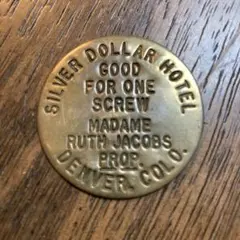 SILVER DOLLAR HOTEL
GOOD
FOR ONE
SCREW
MADAME
RUTH JACOBS
PROP.
DENVER, COLO.